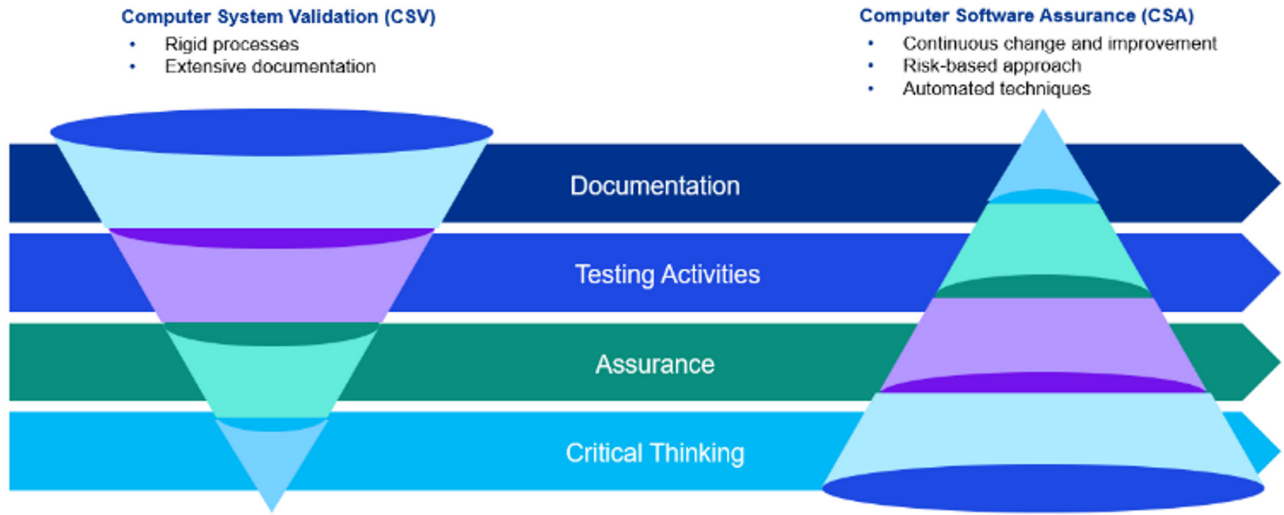 Computer System Validation (CSV)
• Rigid processes
• Extensive documentation
Computer Software Assurance (CSA)
• Continuous change and improvement
• Risk-based approach
• Automated techniques
Documentation
Testing Activities
Assurance
Critical Thinking